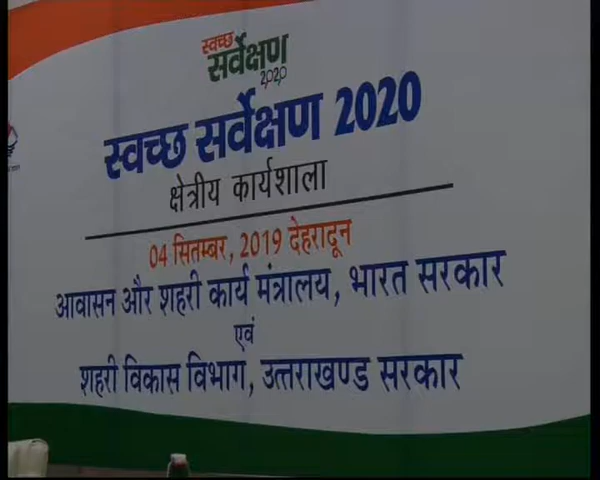 स्वच्छ
सर्वेक्षण
2020
स्वच्छ सर्वेक्षण 2020
क्षेत्रीय कार्यशाला
04 सितम्बर, 2019 देहरादून
आवासन और शहरी कार्य मंत्रालय, भारत सरकार
एवं
शहरी विकास विभाग, उत्तराखण्ड सरकार